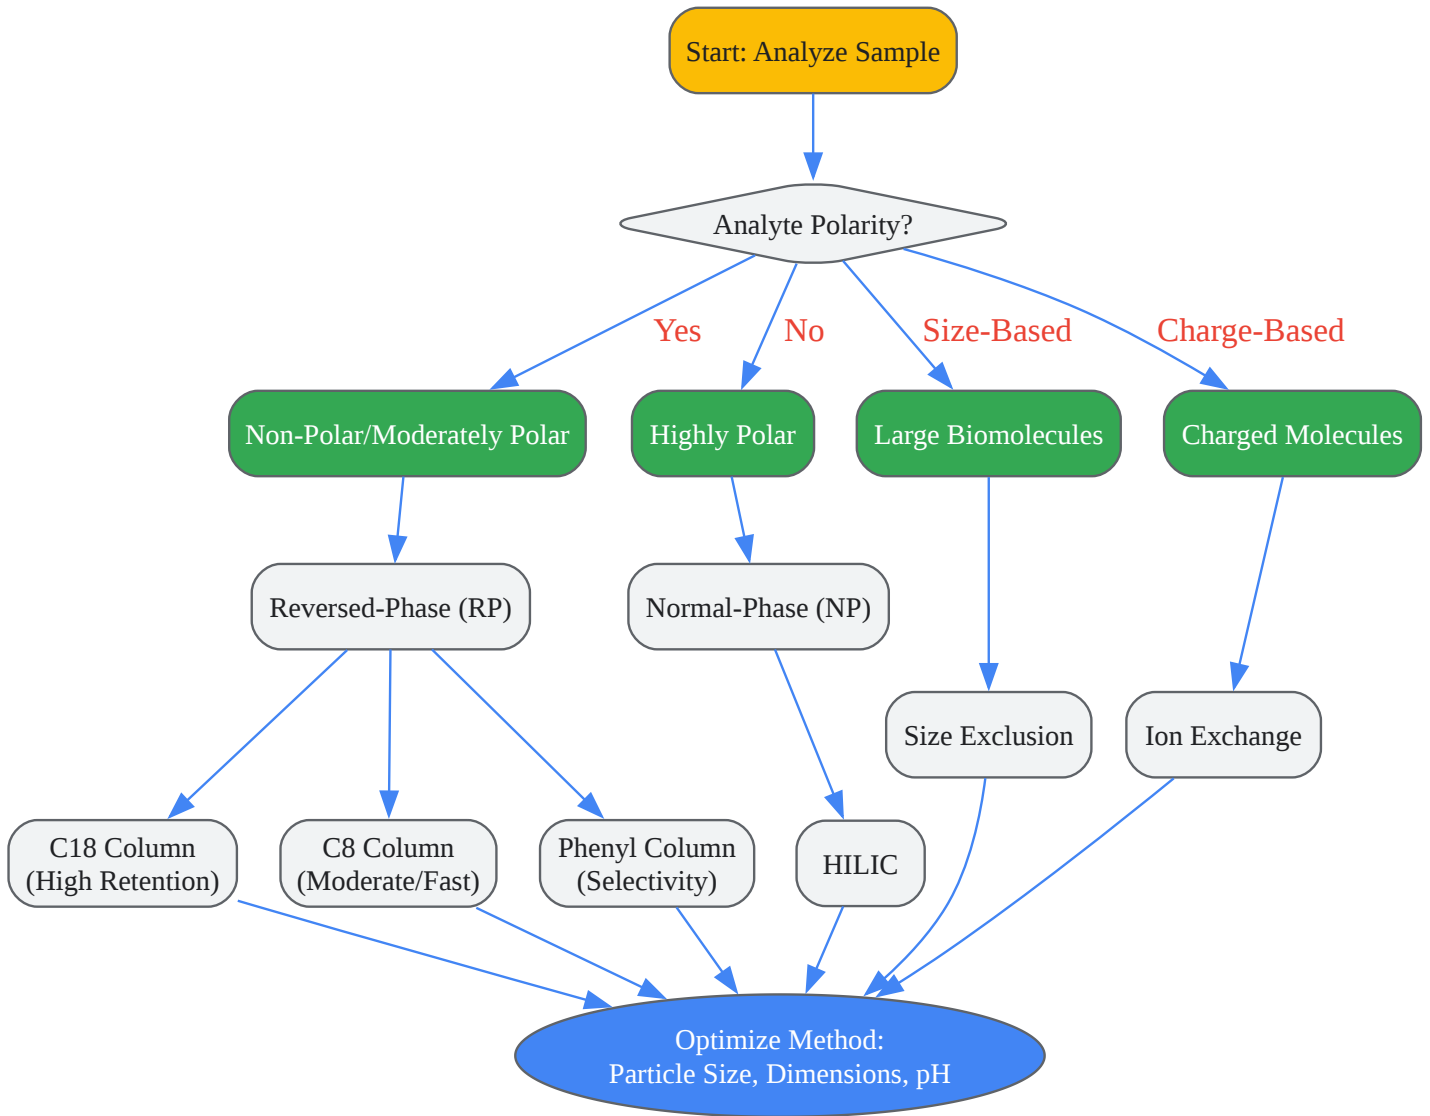 Start: Analyze Sample
Analyte Polarity?
Yes
No
Size-Based
Charge-Based
Non-Polar/Moderately Polar
Highly Polar
Large Biomolecules
Charged Molecules
Reversed-Phase (RP)
Normal-Phase (NP)
Size Exclusion
Ion Exchange
C18 Column
(High Retention)
C8 Column
(Moderate/Fast)
Phenyl Column
(Selectivity)
HILIC
Optimize Method:
Particle Size, Dimensions, pH